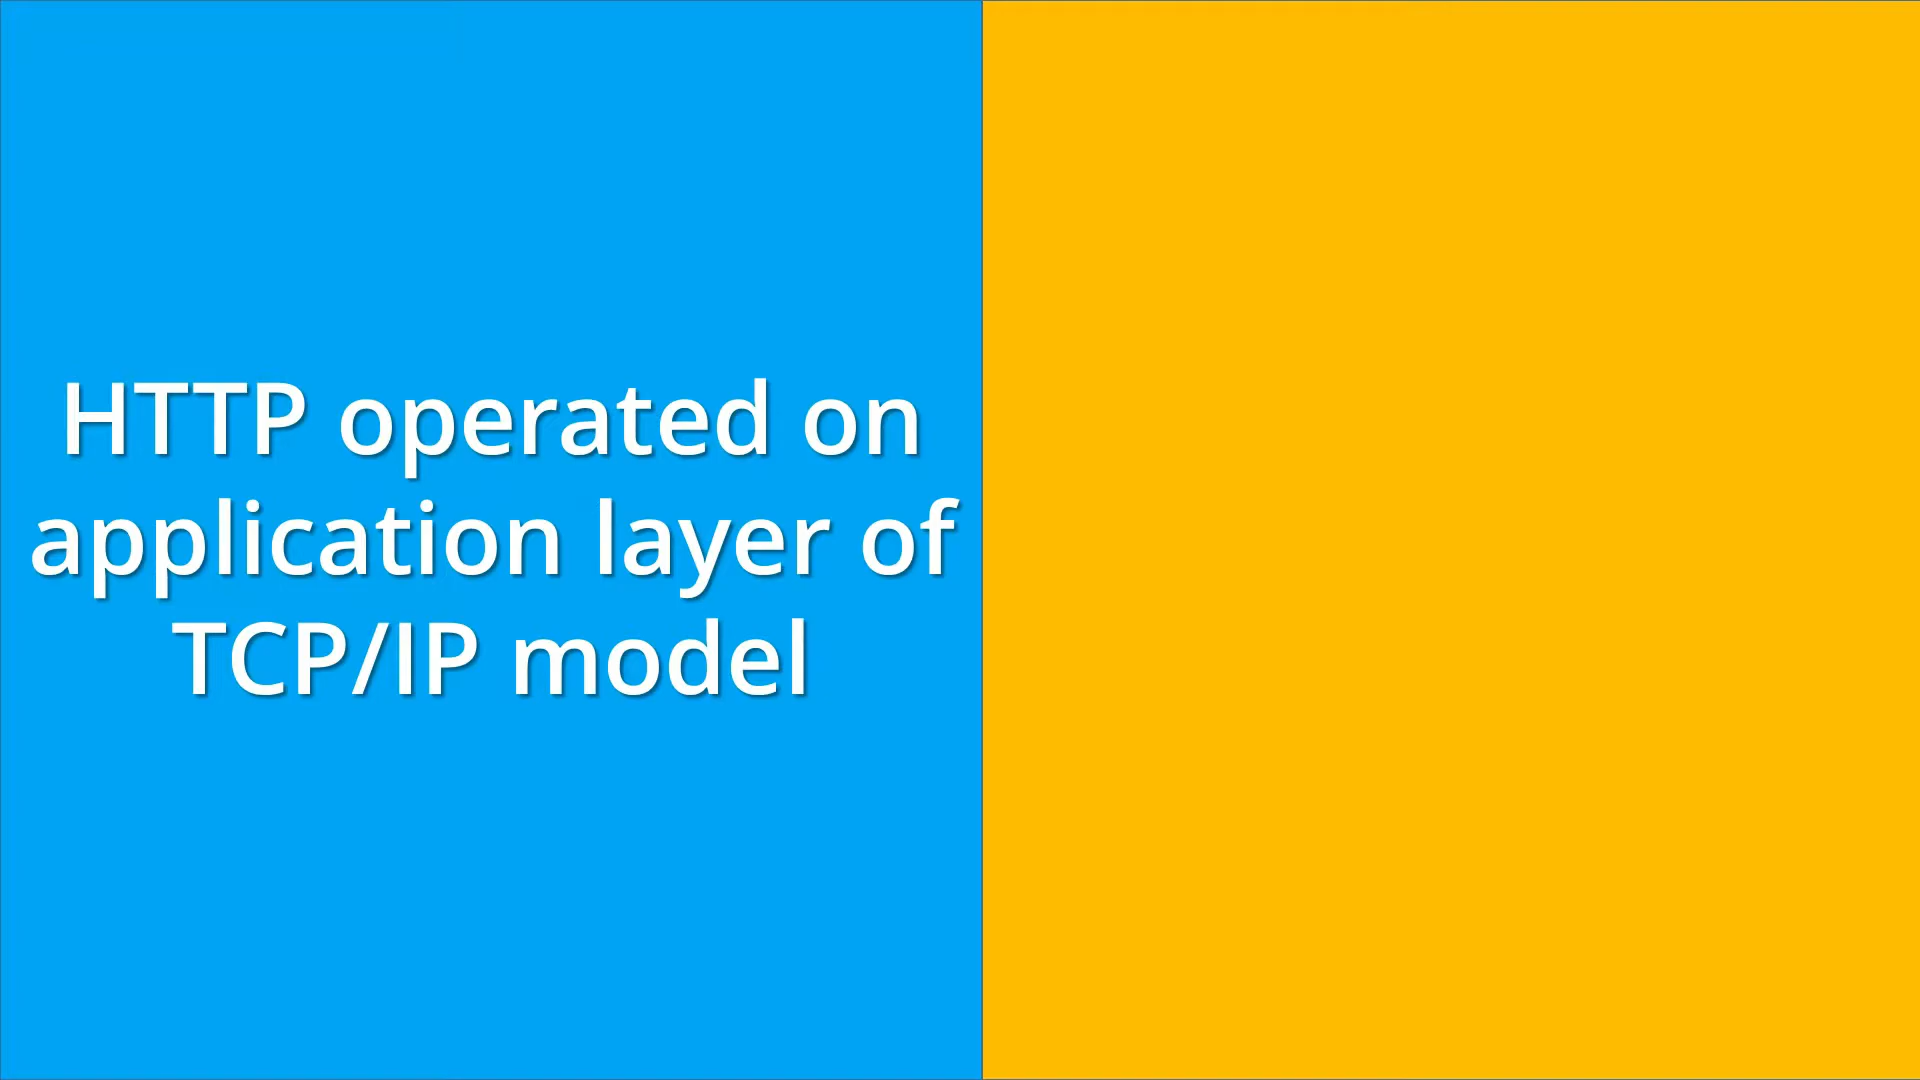 HTTP operated on
application layer of
TCP/IP model